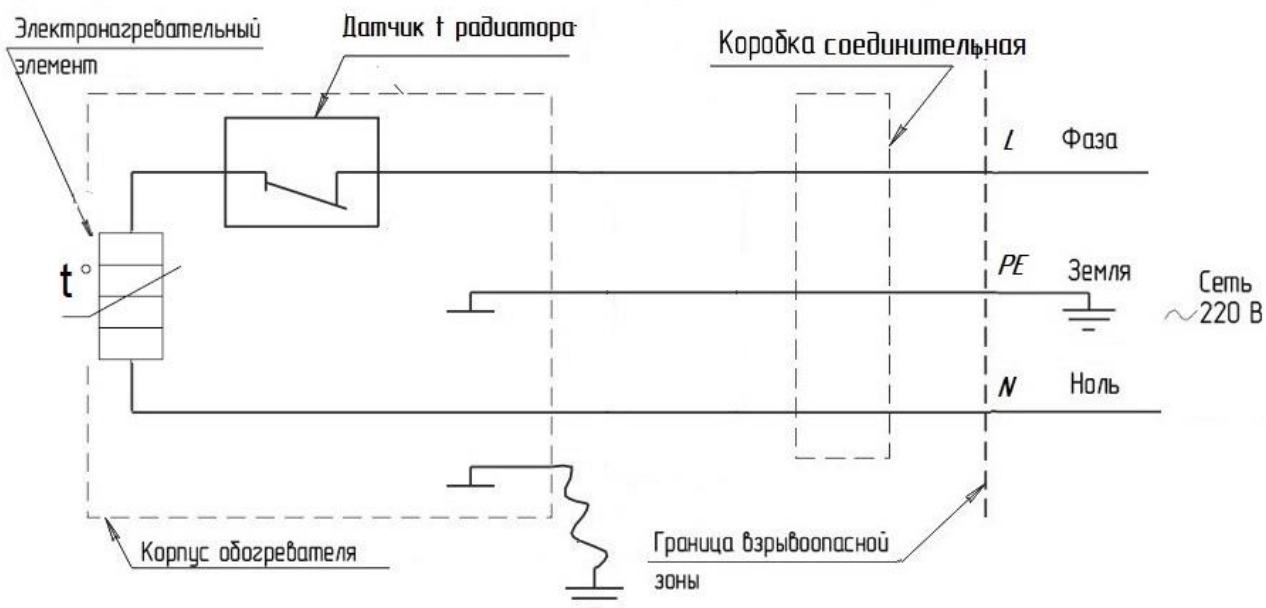 Электронагревательный
элемент
Датчик t радиатора
Коробка соединительная
L Фаза
t°
PE Земля
Сеть
~220 В
N Ноль
Корпус обогревателя
Граница взрывоопасной
зоны